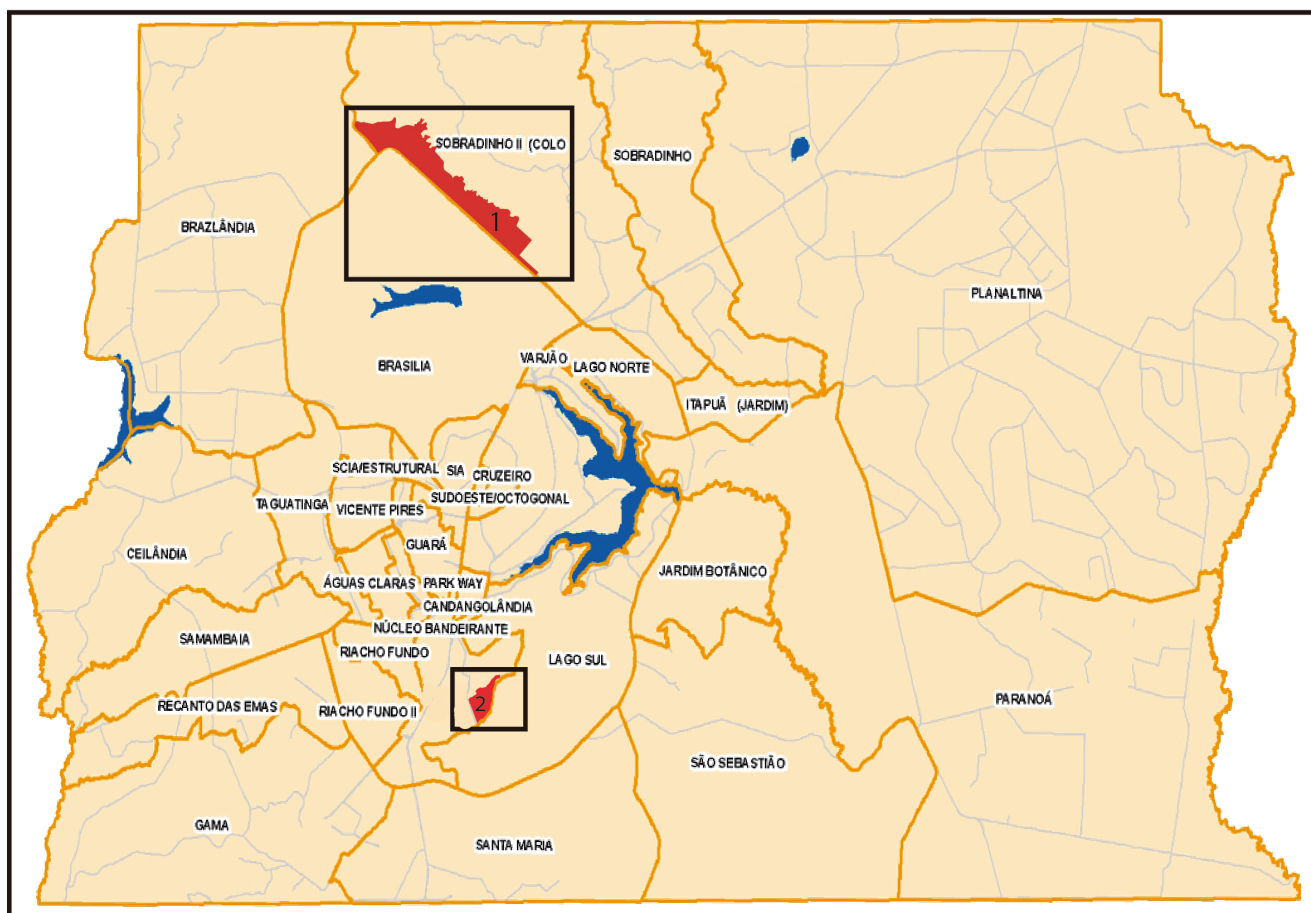 SOBRADINHO II (COLO
SOBRADINHO
1
BRAZLÂNDIA
PLANALTINA
BRASILIA
VARJÃO
LAGO NORTE
ITAPUÃ (JARDIM)
SCIA/ESTRUTURAL
SIA
CRUZEIRO
SUDOESTE/OCTOGONAL
TAGUATINGA
VICENTE PIRES
GUARÁ
CEILÂNDIA
JARDIM BOTÂNICO
ÁGUAS CLARAS
PARK WAY
CANDANGOLÂNDIA
NÚCLEO BANDEIRANTE
SAMAMBAIA
RIACHO FUNDO
LAGO SUL
RECANTO DAS EMAS
RIACHO FUNDO II
2
PARANOÁ
SÃO SEBASTIÃO
GAMA
SANTA MARIA